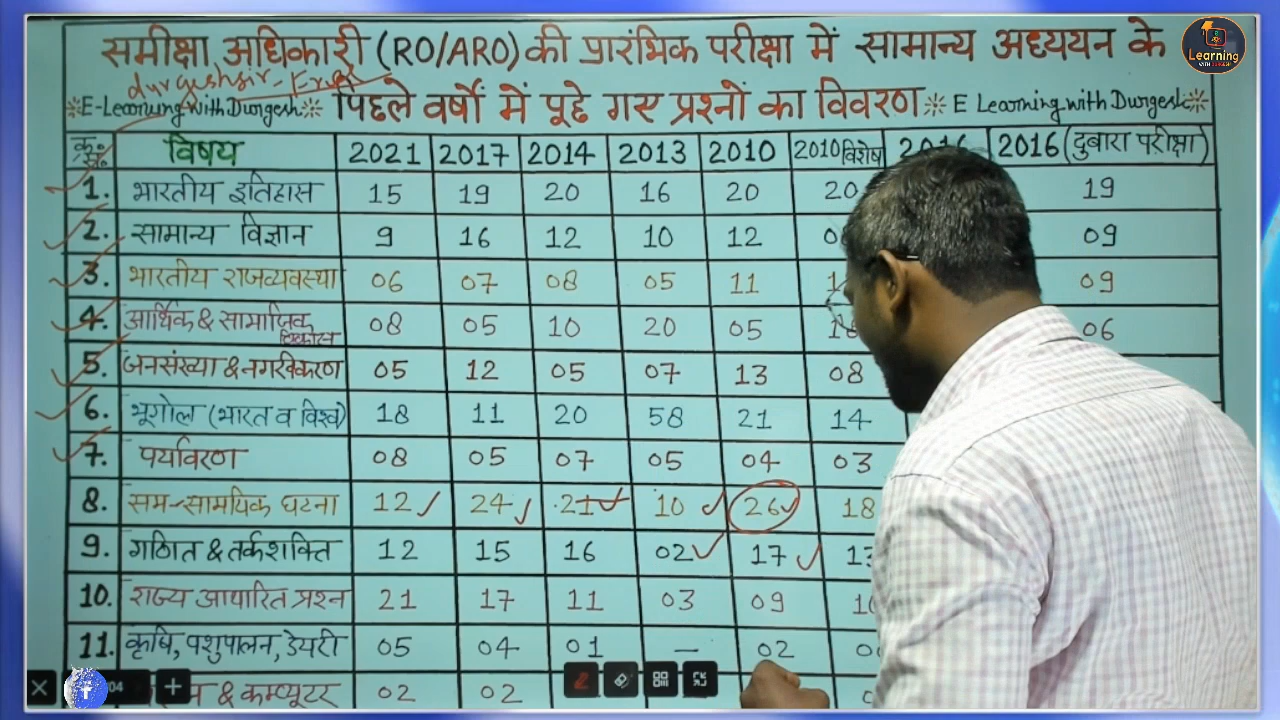 समीक्षा अधिकारी (RO/ARO) की प्रारंभिक परीक्षा में सामान्य अध्ययन के
Learning
WITH DURGESH
durgeshsir
E-Learning with Durgesh पिछले वर्षों में पूछे गए प्रश्नों का विवरण E Learning with Durgesh
क्र.सं. विषय 2021 2017 2014 2013 2010 2010 विशेष 2016 2016 (दुबारा परीक्षा)
1. भारतीय इतिहास 15 19 20 16 20 20 19
2. सामान्य विज्ञान 9 16 12 10 12 09
3. भारतीय राजव्यवस्था 06 07 08 05 11 09
4. आर्थिक & सामाजिक विकास 08 05 10 20 05 06
5. जनसंख्या & नगरीकरण 05 12 05 07 13 08
6. भूगोल (भारत व विश्व) 18 11 20 58 21 14
7. पर्यावरण 08 05 07 05 04 03
8. सम-सामयिक घटना 12 24 21 10 26 18
9. गणित & तर्कशक्ति 12 15 16 02 17
10. राज्य आधारित प्रश्न 21 17 11 03 09
11. कृषि, पशुपालन, डेयरी 05 04 01 — 02
04 & कम्प्यूटर 02 02